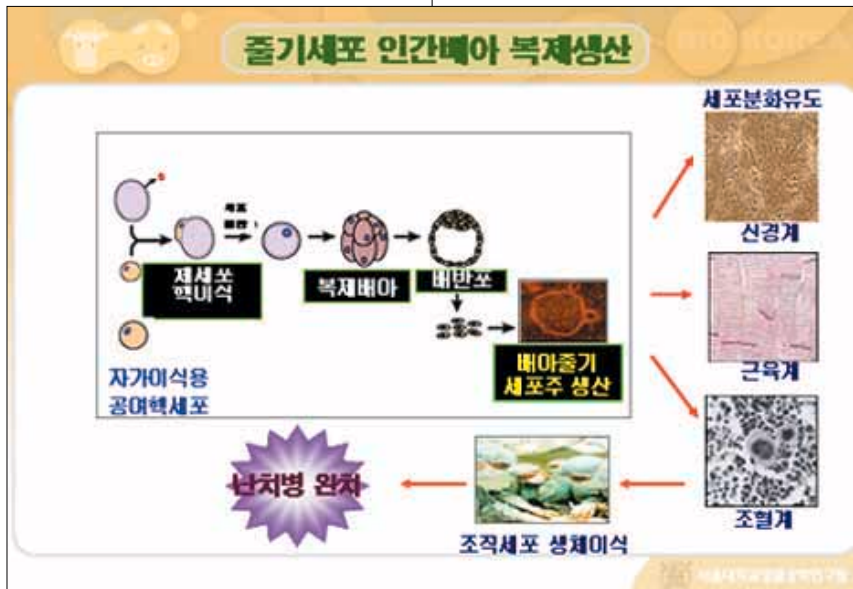 줄기세포 인간배아 복제생산
세포분화유도
신경계
체세포
핵이식
복제배아
배반포
배아줄기
세포주 생산
근육계
자가이식용
공여핵세포
난치병 완치
조직세포 생체이식
조혈계